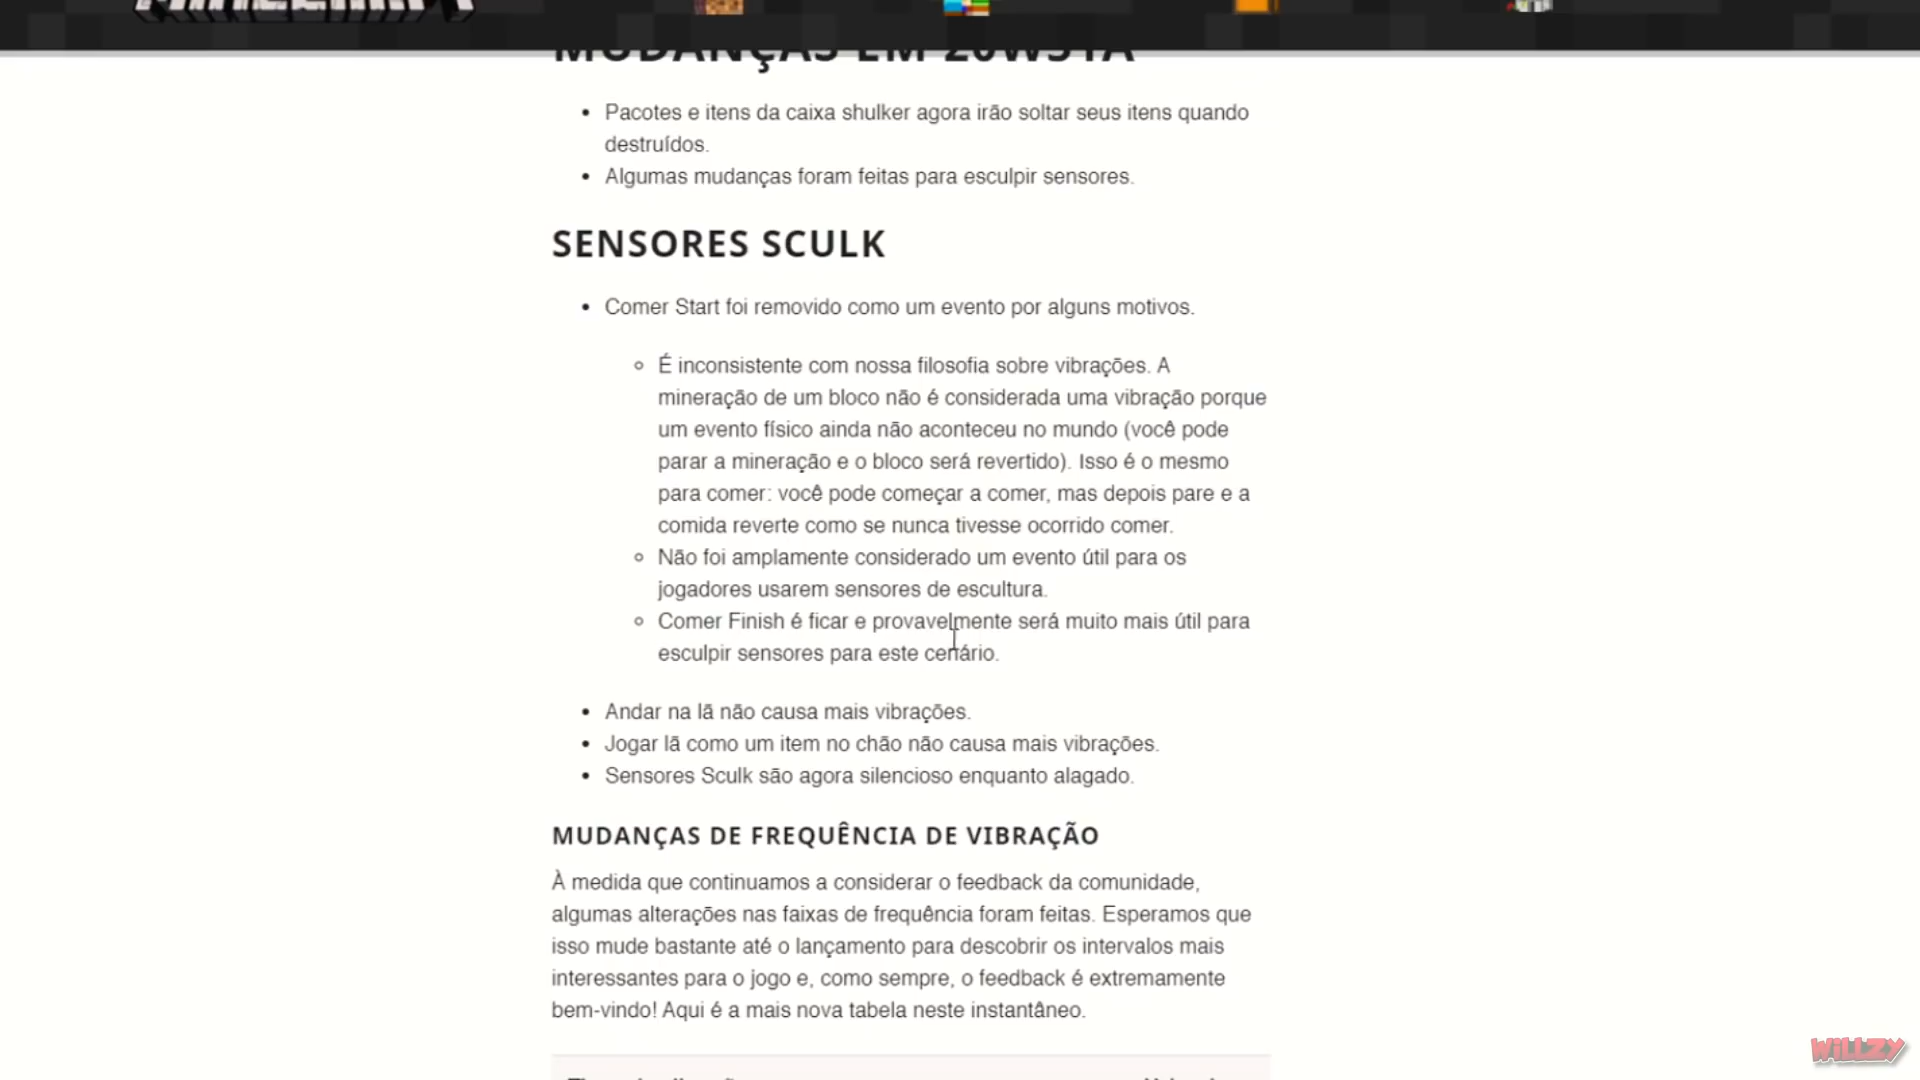 MUDANÇAS EM 20W51A
Pacotes e itens da caixa shulker agora irão soltar seus itens quando
destruídos.
Algumas mudanças foram feitas para esculpir sensores.
SENSORES SCULK
Comer Start foi removido como um evento por alguns motivos.
É inconsistente com nossa filosofia sobre vibrações. A
mineração de um bloco não é considerada uma vibração porque
um evento físico ainda não aconteceu no mundo (você pode
parar a mineração e o bloco será revertido). Isso é o mesmo
para comer: você pode começar a comer, mas depois pare e a
comida reverte como se nunca tivesse ocorrido comer.
Não foi amplamente considerado um evento útil para os
jogadores usarem sensores de escultura.
Comer Finish é ficar e provavelmente será muito mais útil para
esculpir sensores para este cenário.
Andar na lã não causa mais vibrações.
Jogar lã como um item no chão não causa mais vibrações.
Sensores Sculk são agora silencioso enquanto alagado.
MUDANÇAS DE FREQUÊNCIA DE VIBRAÇÃO
À medida que continuamos a considerar o feedback da comunidade,
algumas alterações nas faixas de frequência foram feitas. Esperamos que
isso mude bastante até o lançamento para descobrir os intervalos mais
interessantes para o jogo e, como sempre, o feedback é extremamente
bem-vindo! Aqui é a mais nova tabela neste instantâneo.
WiLLZY